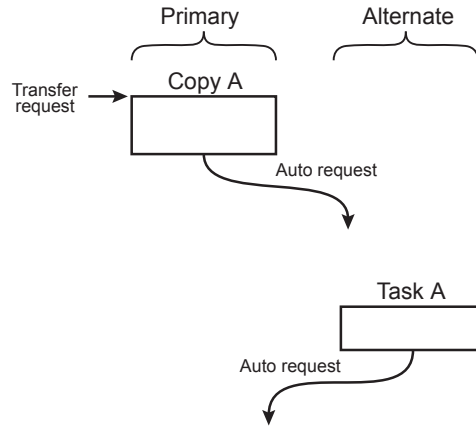 Primary
Alternate
Copy A
Transfer
request
Auto request
Task A
Auto request